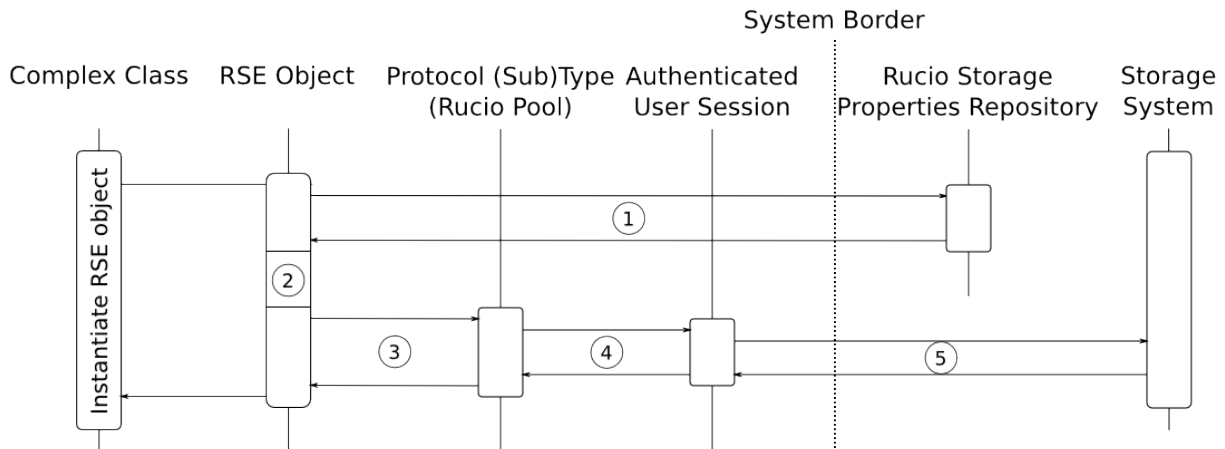 System Border
Complex Class
RSE Object
Protocol (Sub)Type
(Rucio Pool)
Authenticated
User Session
Rucio Storage
Properties Repository
Storage
System
Instantiate RSE object
1
2
3
4
5